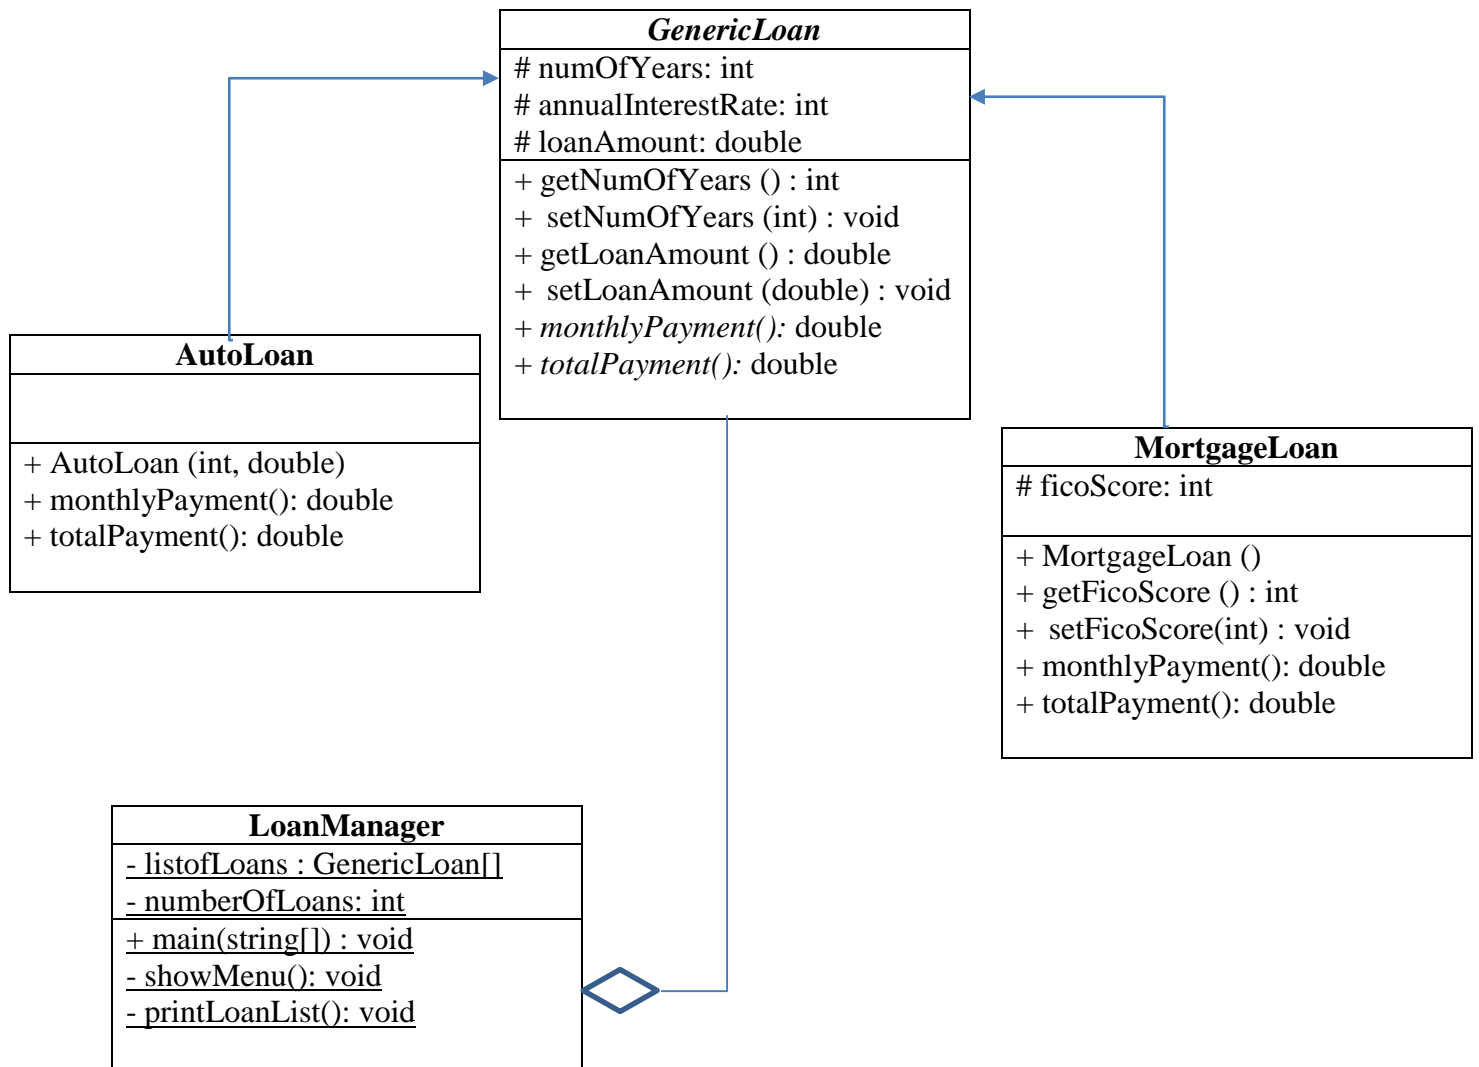 GenericLoan
# numOfYears: int
# annualInterestRate: int
# loanAmount: double
+ getNumOfYears () : int
+  setNumOfYears (int) : void
+ getLoanAmount () : double
+  setLoanAmount (double) : void
+ monthlyPayment(): double
+ totalPayment(): double
AutoLoan
+ AutoLoan (int, double)
+ monthlyPayment(): double
+ totalPayment(): double
MortgageLoan
# ficoScore: int
+ MortgageLoan ()
+ getFicoScore () : int
+  setFicoScore(int) : void
+ monthlyPayment(): double
+ totalPayment(): double
LoanManager
- listofLoans : GenericLoan[]
- numberOfLoans: int
+ main(string[]) : void
- showMenu(): void
- printLoanList(): void